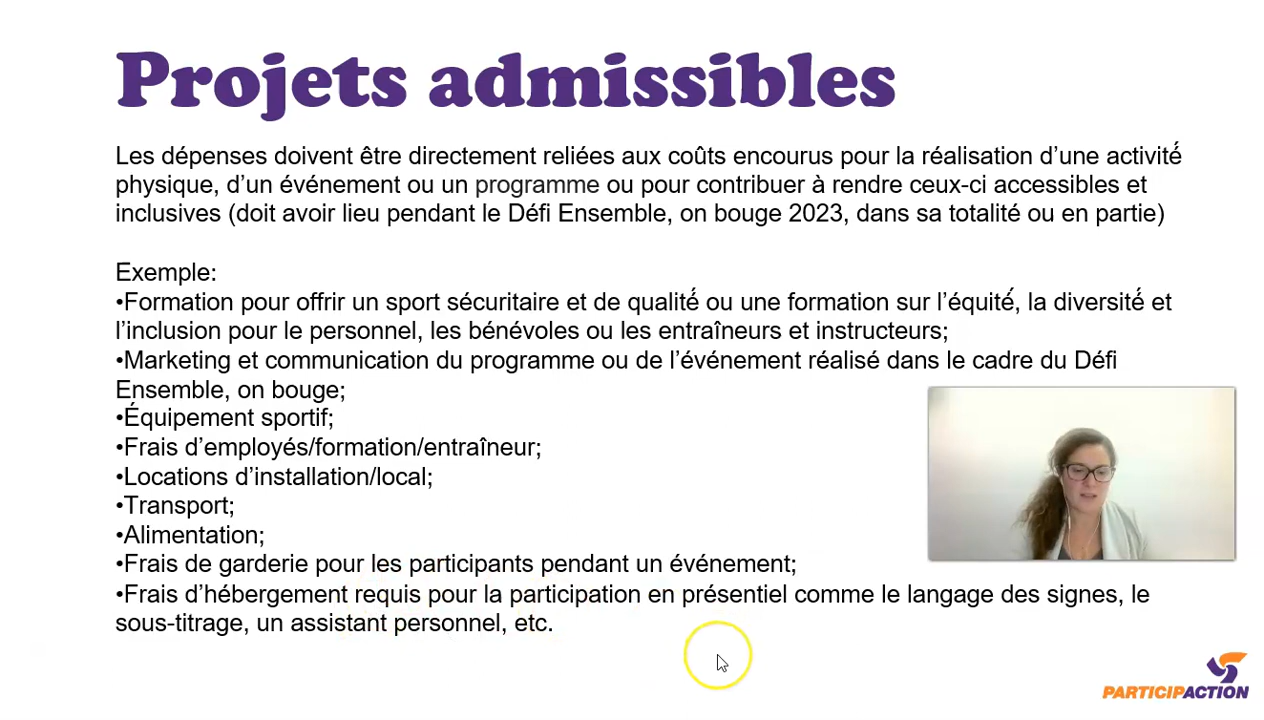 Projets admissibles
Les dépenses doivent être directement reliées aux coûts encourus pour la réalisation d’une activité́
physique, d’un événement ou un programme ou pour contribuer à rendre ceux-ci accessibles et
inclusives (doit avoir lieu pendant le Défi Ensemble, on bouge 2023, dans sa totalité ou en partie)
Exemple:
•Formation pour offrir un sport sécuritaire et de qualité́ ou une formation sur l’équité́, la diversité́ et
l’inclusion pour le personnel, les bénévoles ou les entraîneurs et instructeurs;
•Marketing et communication du programme ou de l’événement réalisé dans le cadre du Défi
Ensemble, on bouge;
•Équipement sportif;
•Frais d’employés/formation/entraîneur;
•Locations d’installation/local;
•Transport;
•Alimentation;
•Frais de garderie pour les participants pendant un événement;
•Frais d’hébergement requis pour la participation en présentiel comme le langage des signes, le
sous-titrage, un assistant personnel, etc.
PARTICIPACTION